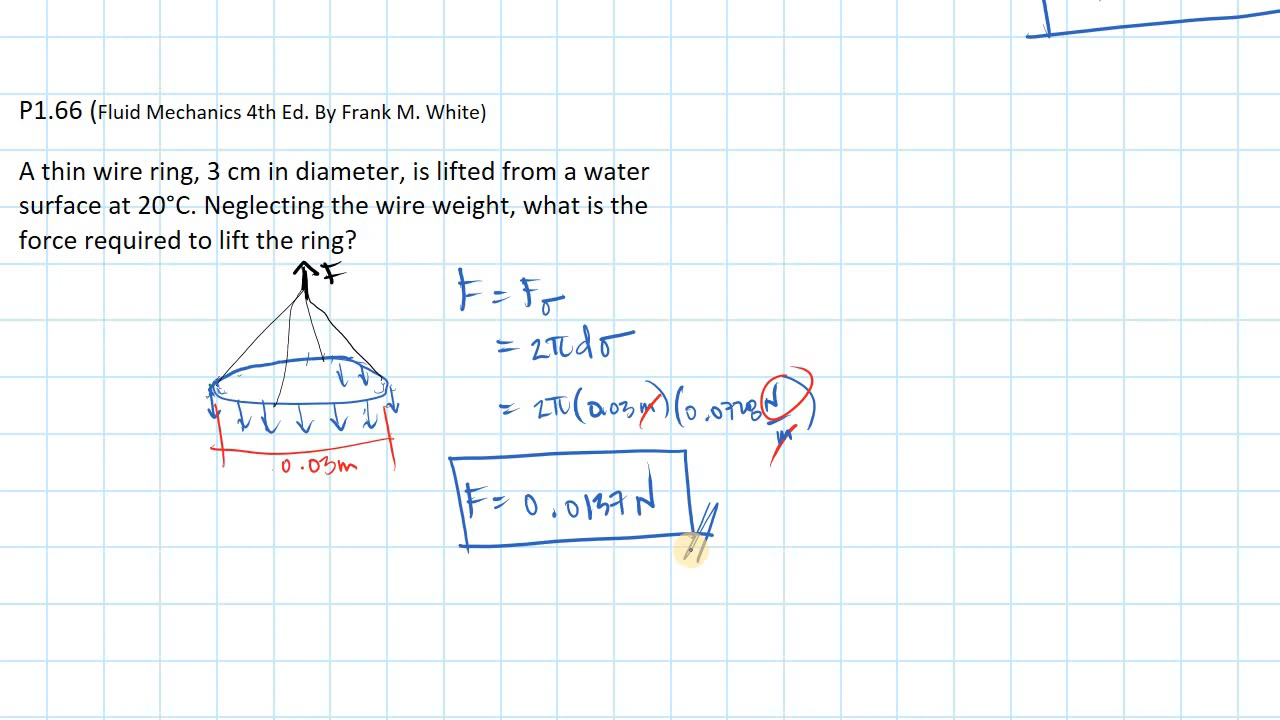 P1.66 (Fluid Mechanics 4th Ed. By Frank M. White)
A thin wire ring, 3 cm in diameter, is lifted from a water
surface at 20°C. Neglecting the wire weight, what is the
force required to lift the ring?
F
0.03m
F = Fσ
= 2πdσ
= 2π(0.03m)(0.0728 N/m)
F = 0.0137 N